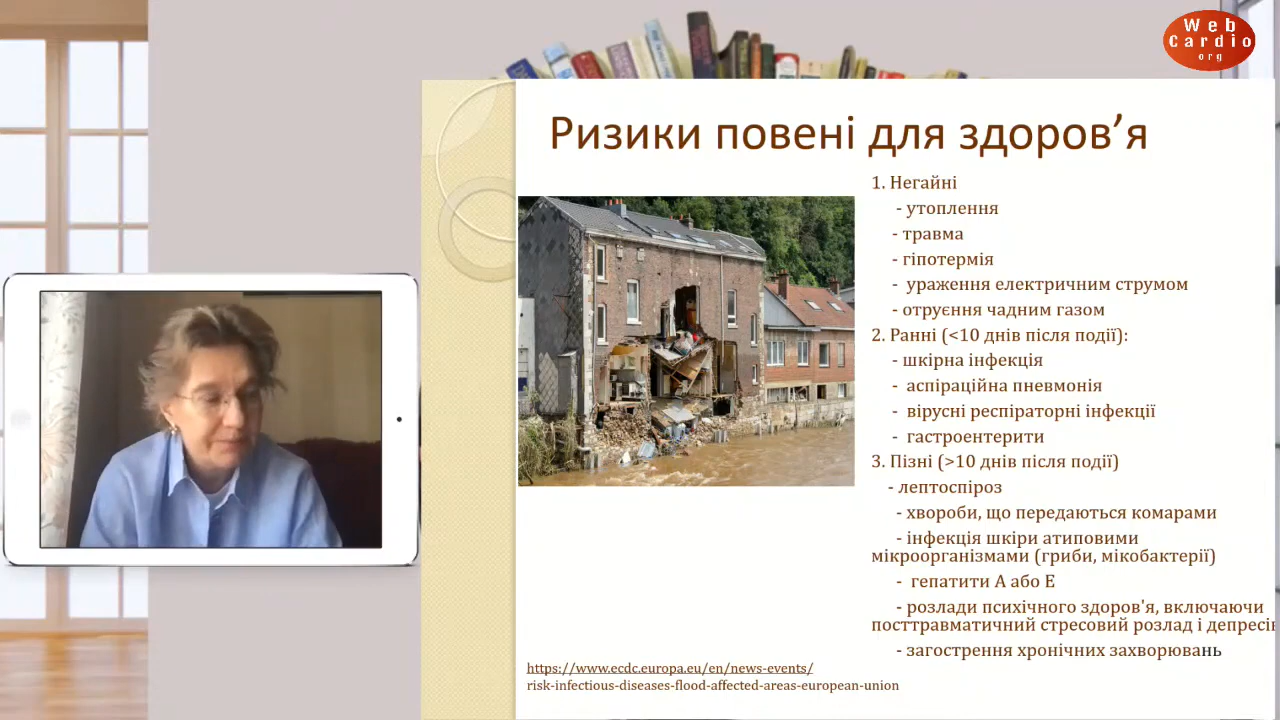 Web
Cardio
org
Ризики повені для здоров’я
1. Негайні
- утоплення
- травма
- гіпотермія
- ураження електричним струмом
- отруєння чадним газом
2. Ранні (<10 днів після події):
- шкірна інфекція
- аспіраційна пневмонія
- вірусні респіраторні інфекції
- гастроентерити
3. Пізні (>10 днів після події)
- лептоспіроз
- хвороби, що передаються комарами
- інфекція шкіри атиповими
мікроорганізмами (гриби, мікобактерії)
- гепатити А або Е
- розлади психічного здоров'я, включаючи
посттравматичний стресовий розлад і
- загострення хронічних захворювань
https://www.ecdc.europa.eu/en/news-events/
risk-infectious-diseases-flood-affected-areas-european-union